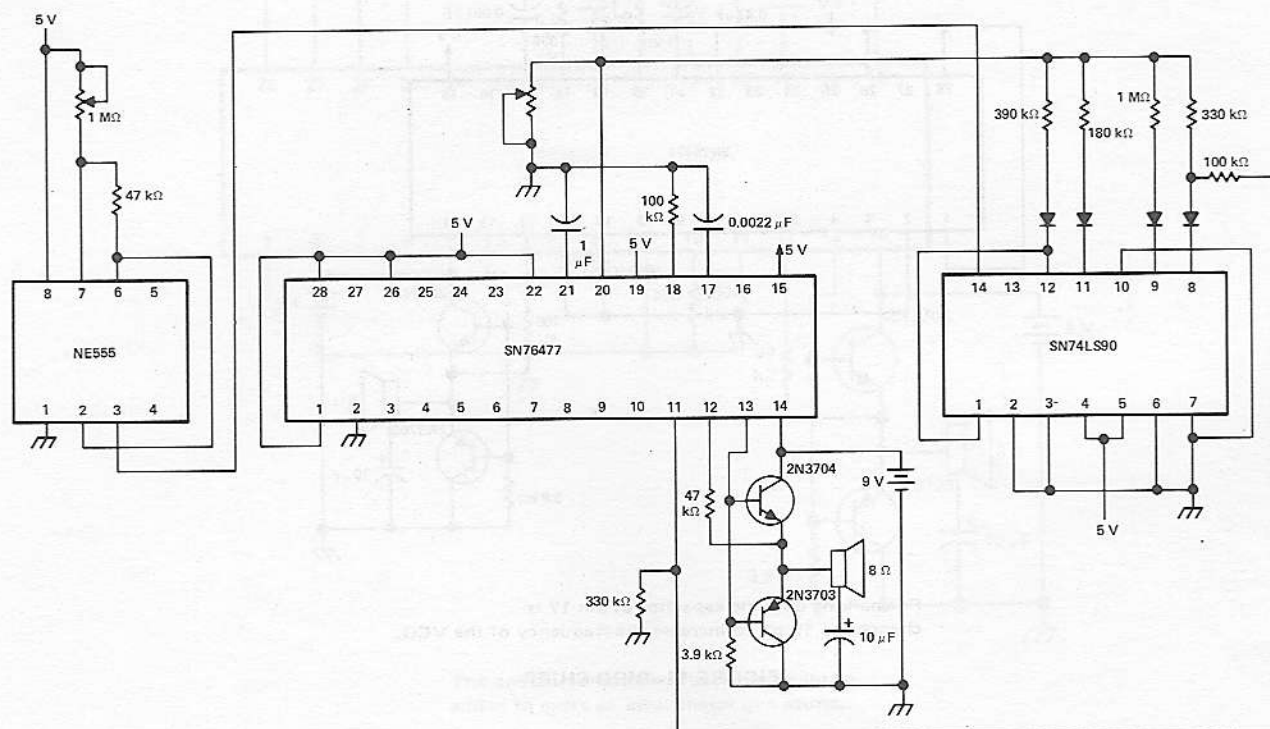 5 V
1 MΩ
47 kΩ
8 7 6 5
NE555
1 2 3 4
5 V
1 µF
5 V
100 kΩ
0.0022 µF
5 V
28 27 26 25 24 23 22 21 20 19 18 17 16 15
SN76477
1 2 3 4 5 6 7 8 9 10 11 12 13 14
47 kΩ
2N3704
9 V
8 Ω
2N3703
330 kΩ
3.9 kΩ
+
10 µF
390 kΩ
180 kΩ
1 MΩ
330 kΩ
100 kΩ
14 13 12 11 10 9 8
SN74LS90
1 2 3- 4 5 6 7
5 V